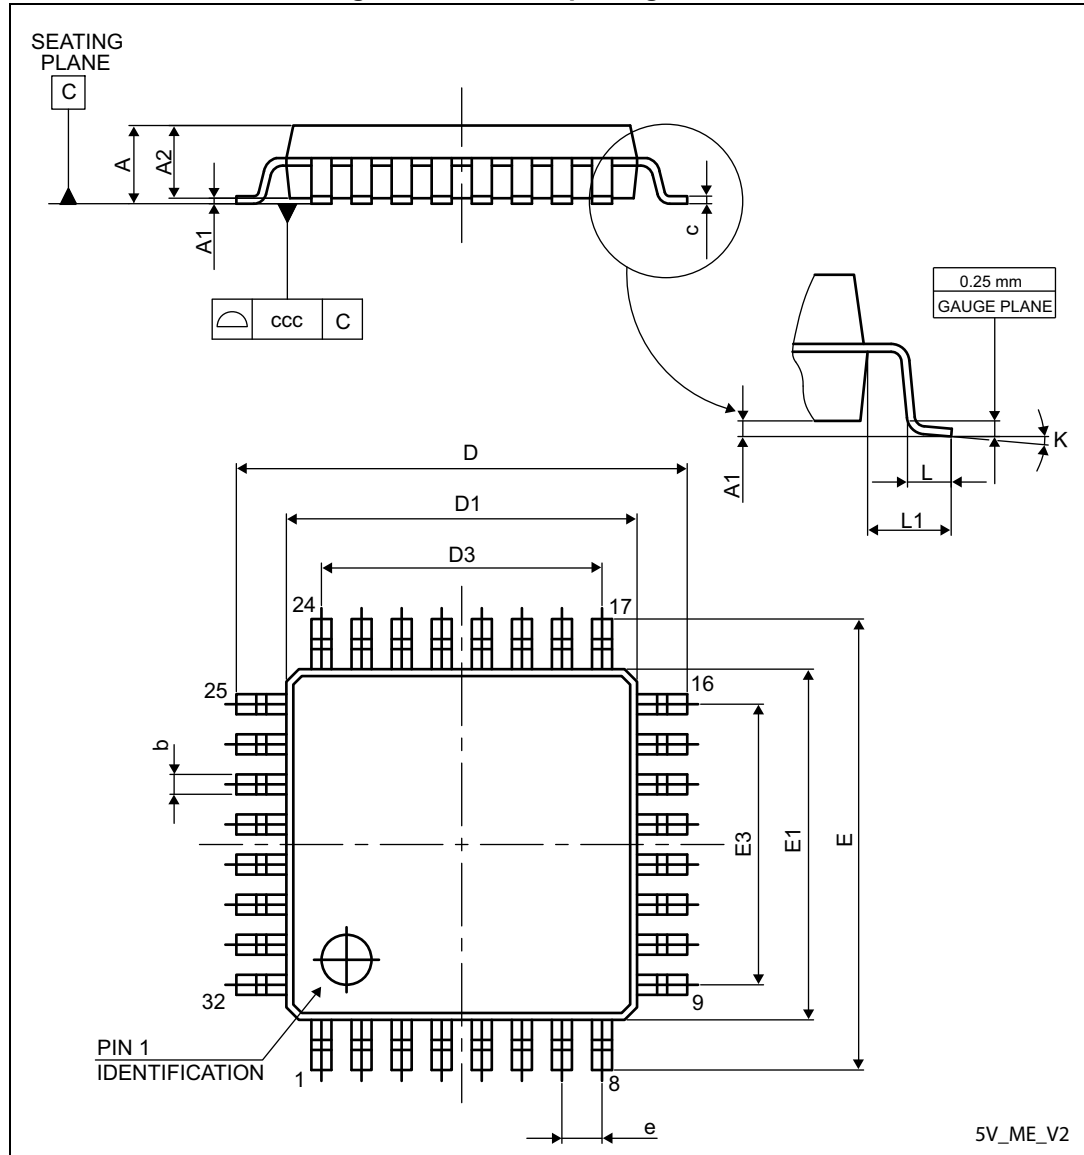 SEATING
PLANE
C
A
A2
A1
c
ccc
C
0.25 mm
GAUGE PLANE
K
A1
L
L1
D
D1
D3
24
17
25
16
b
E3
E1
E
32
9
PIN 1
IDENTIFICATION
1
8
e
5V_ME_V2